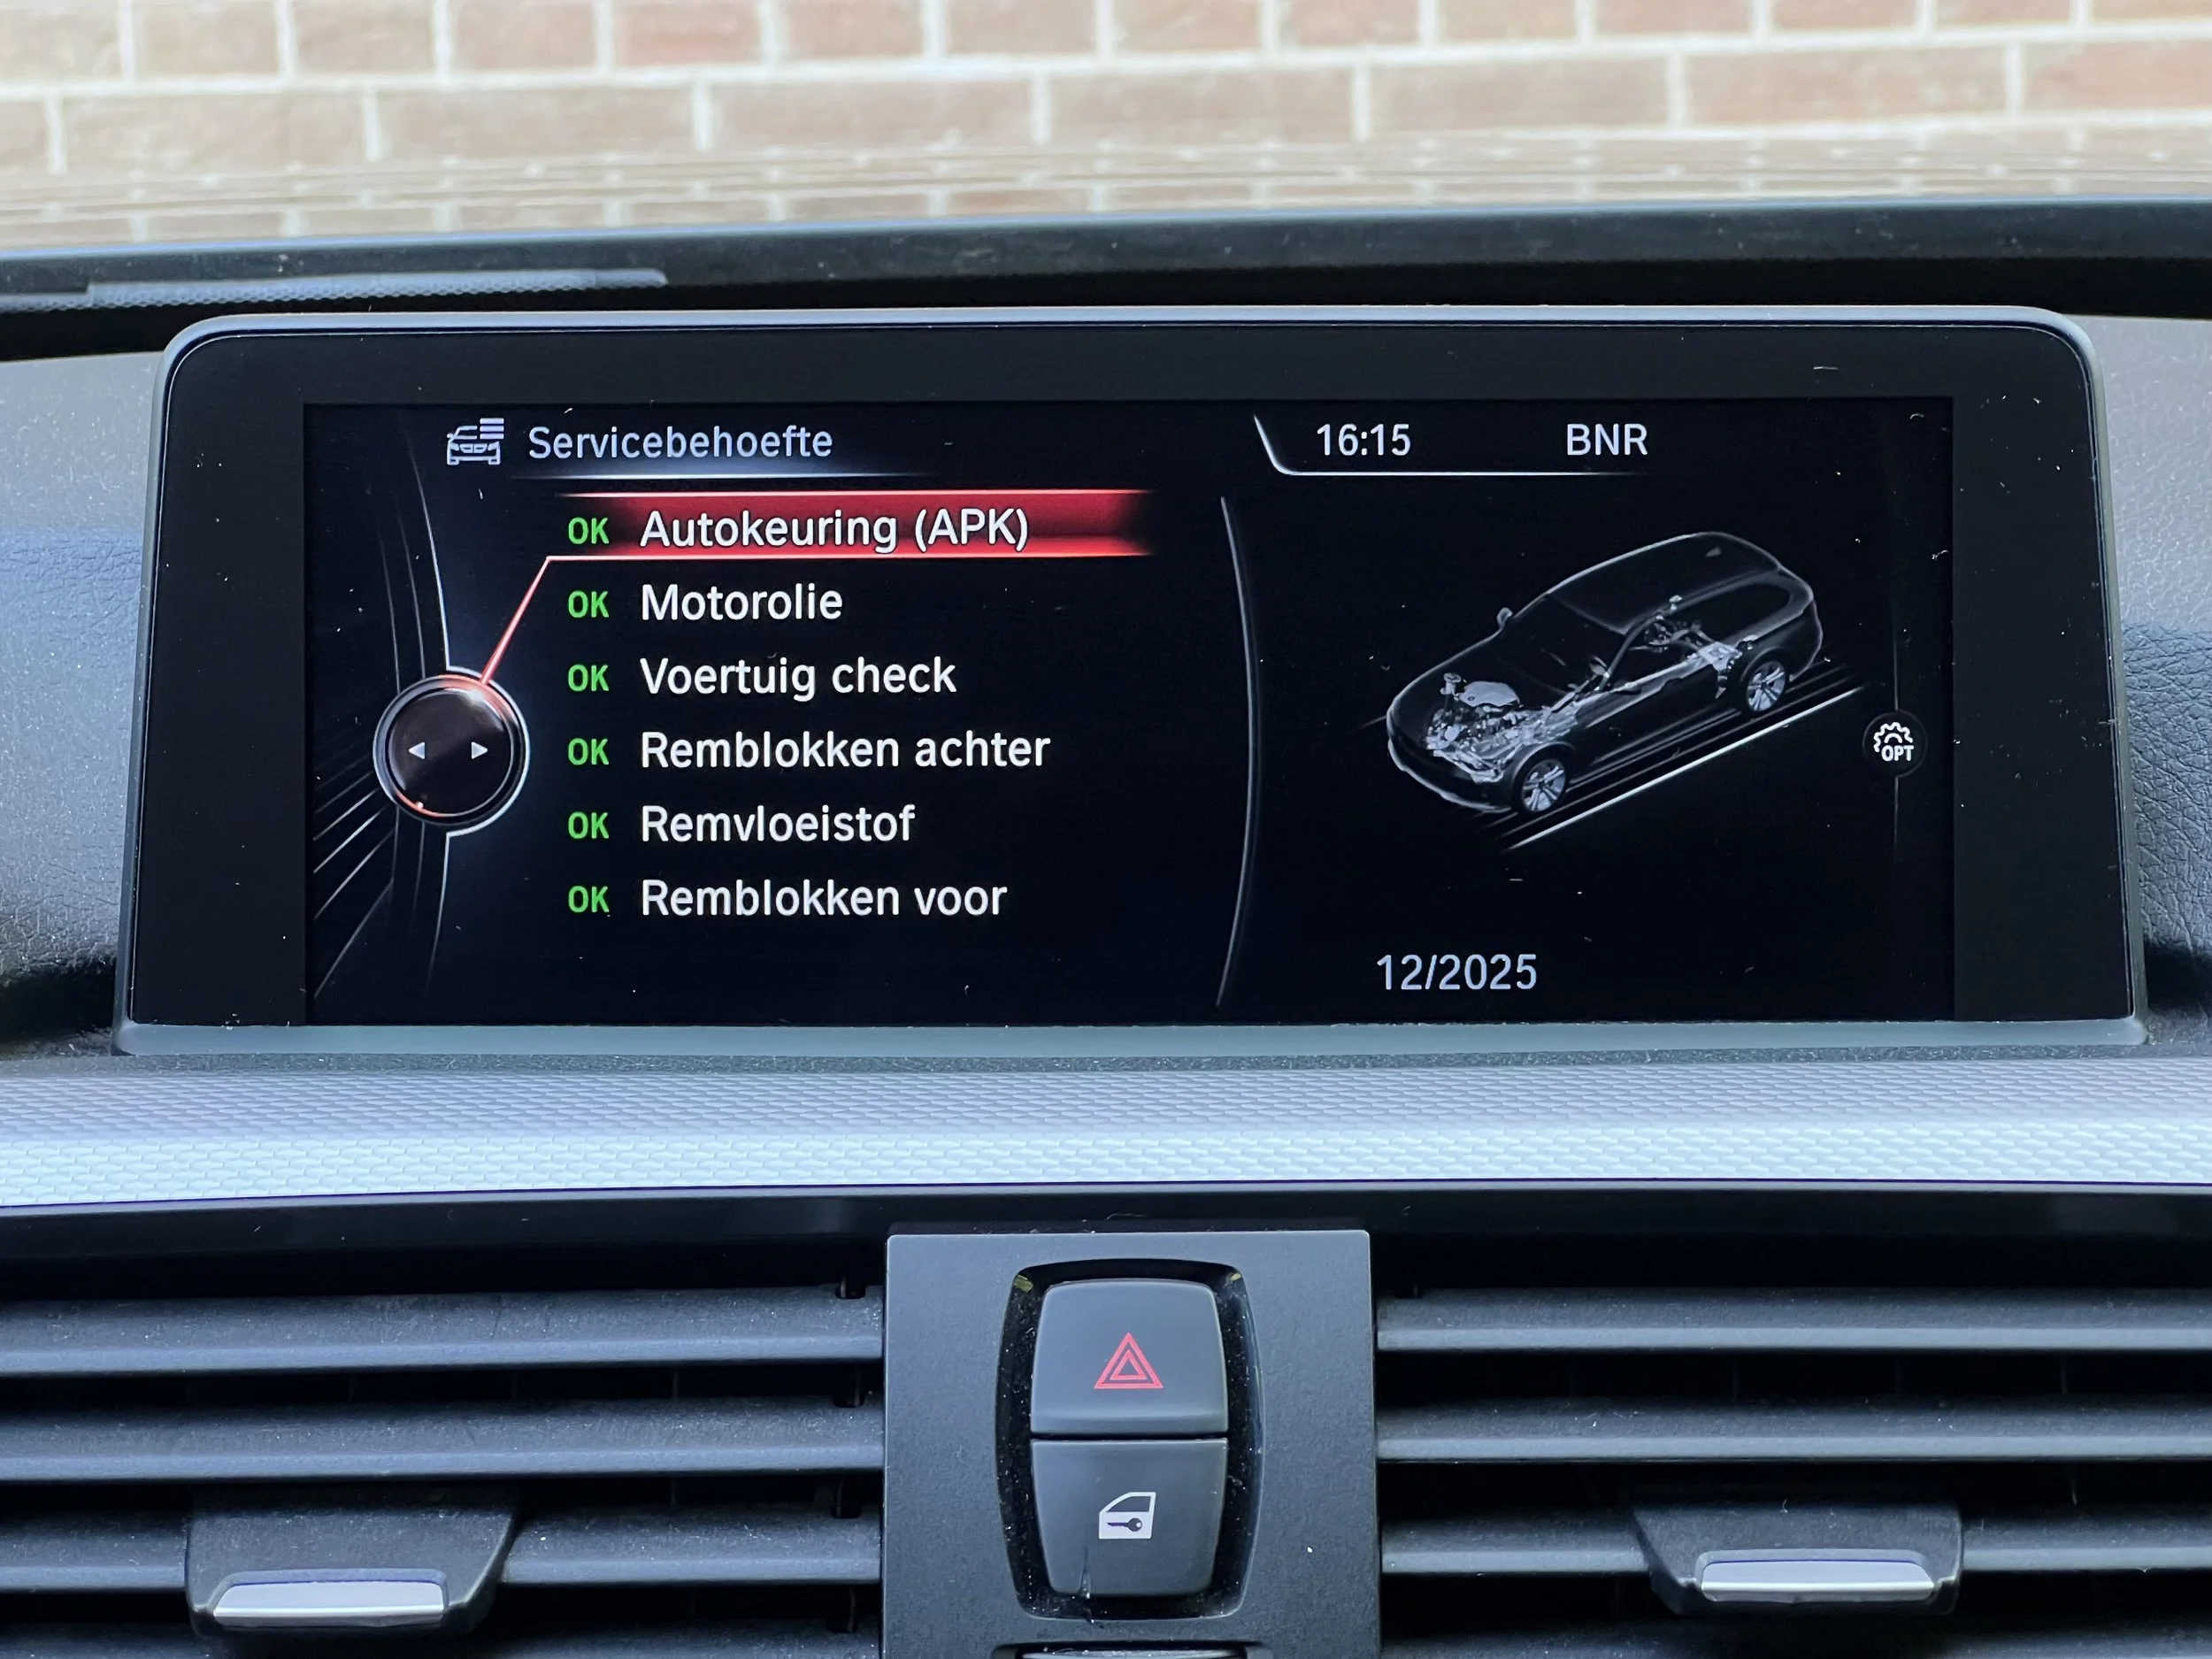 Servicebehoefte
16:15 BNR
OK Autokeuring (APK)
OK Motorolie
OK Voertuig check
OK Remblokken achter
OK Remvloeistof
OK Remblokken voor
OPT
12/2025